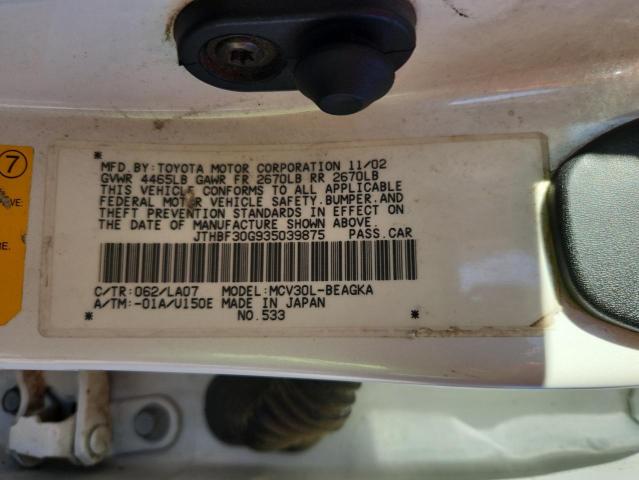 7
MFD. BY: TOYOTA MOTOR CORPORATION 11/02
GVWR 4465LB GAWR FR 2670LB RR 2670LB
THIS VEHICLE CONFORMS TO ALL APPLICABLE
FEDERAL MOTOR VEHICLE SAFETY, BUMPER, AND
THEFT PREVENTION STANDARDS IN EFFECT ON
THE DATE OF MANUFACTURE SHOWN ABOVE.
JTHBF30G935039875 PASS.CAR
C/TR: 062/LA07 MODEL: MCV30L-BEAGKA
A/TM: -01A/U150E MADE IN JAPAN
* NO.533 *